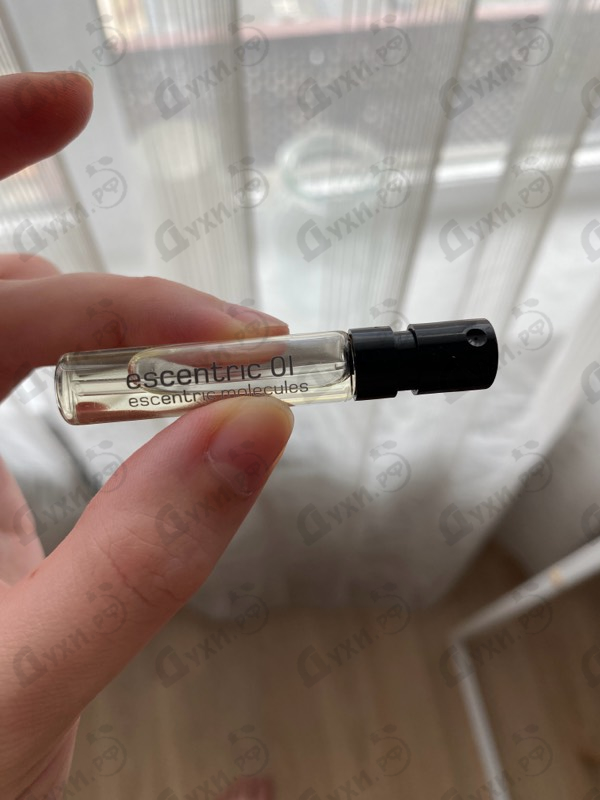 escentric 01
escentric molecules
духи.рф